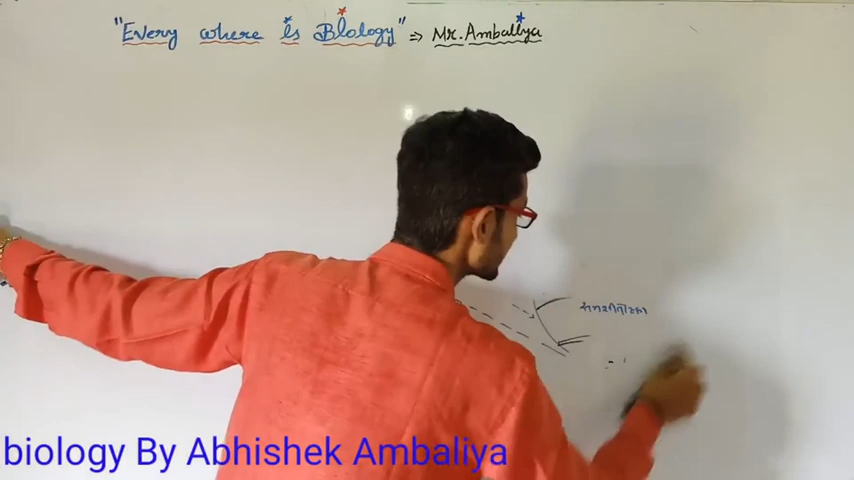 "Every where is Biology" ⇒ Mr. Ambaliya
biology By Abhishek Ambaliya